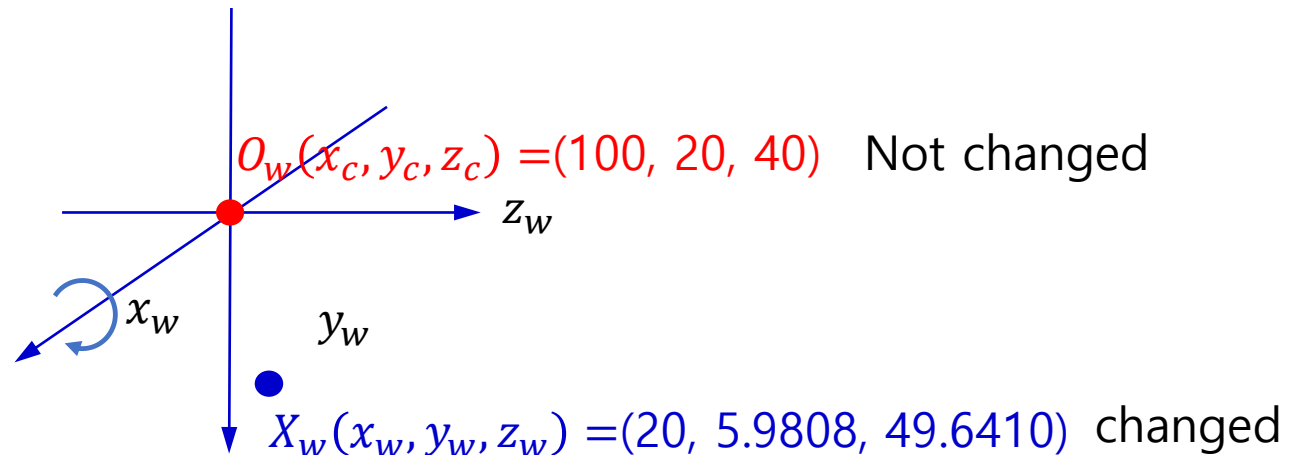 O_w(x_c, y_c, z_c) =(100, 20, 40) Not changed
z_w
x_w
y_w
X_w(x_w, y_w, z_w) =(20, 5.9808, 49.6410) changed